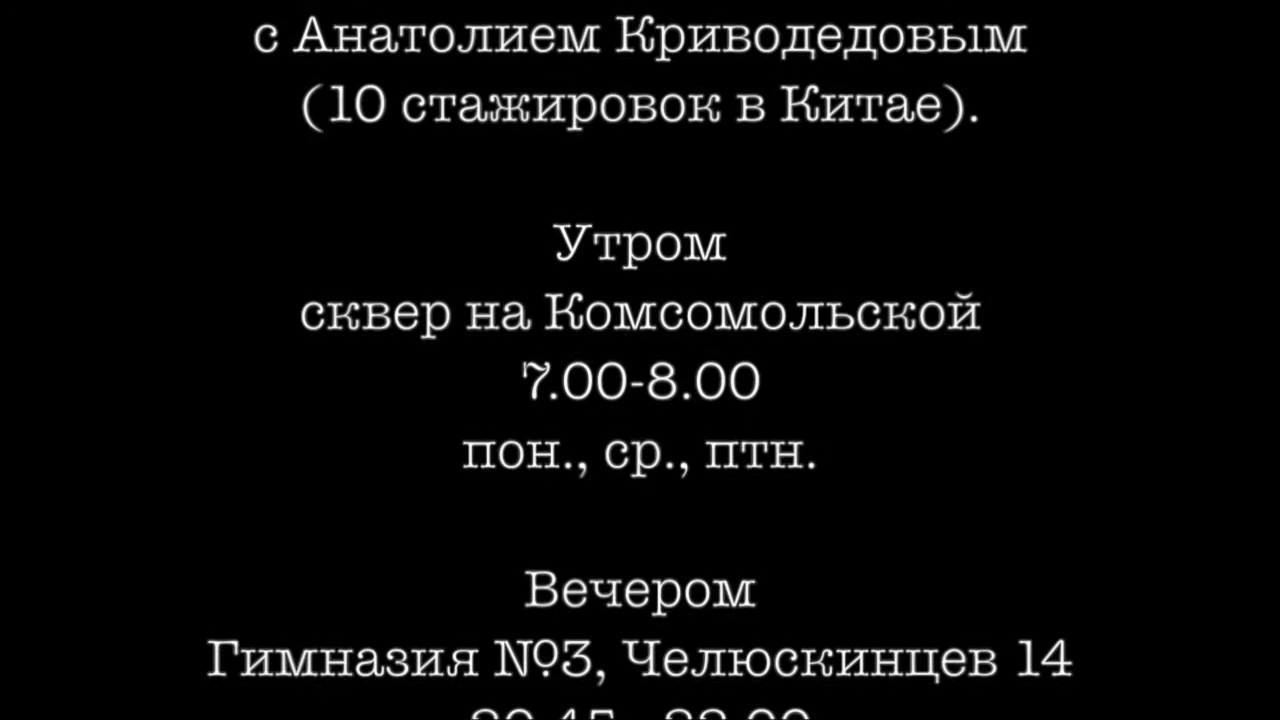 с Анатолием Криводедовым
(10 стажировок в Китае).
Утром
сквер на Комсомольской
7.00-8.00
пон., ср., птн.
Вечером
Гимназия №3, Челюскинцев 14